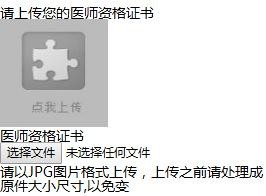 请上传您的医师资格证书
点我上传
医师资格证书
选择文件 未选择任何文件
请以JPG图片格式上传，上传之前请处理成
原件大小尺寸,以免变